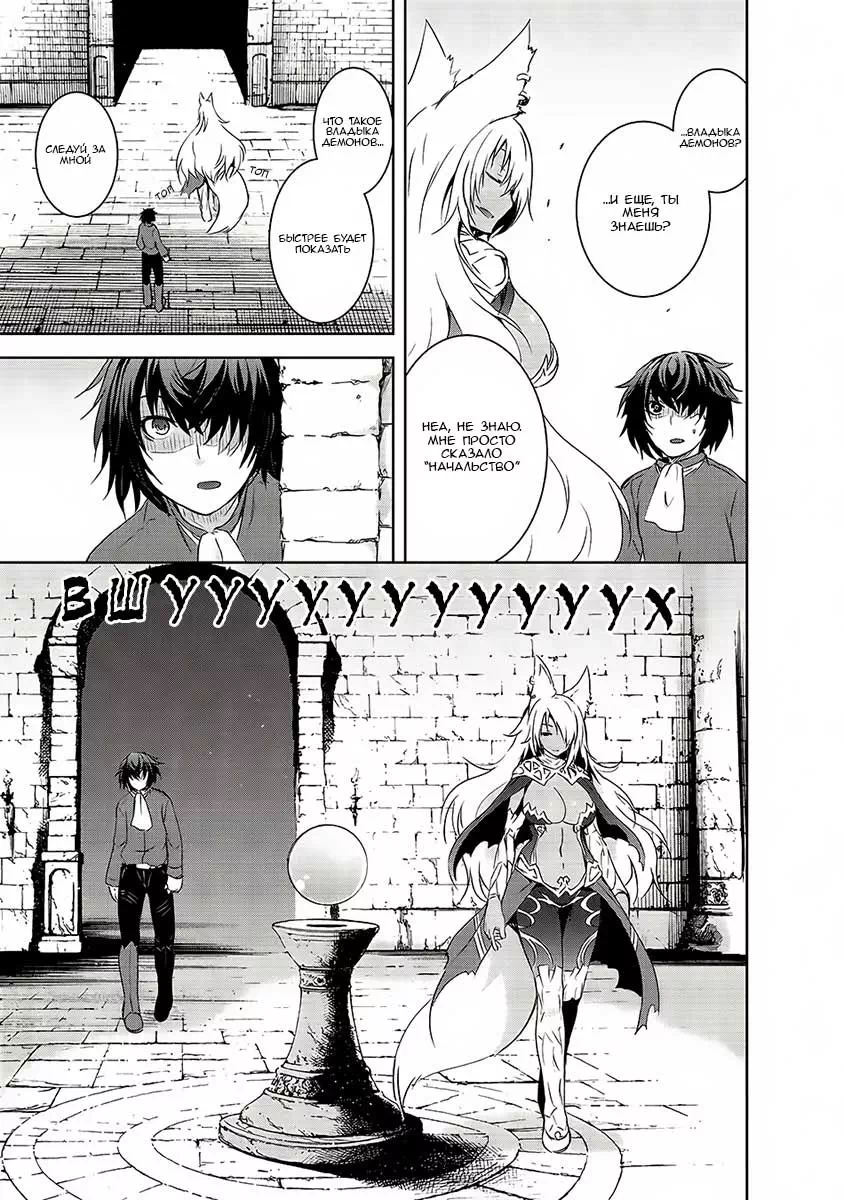 ...ВЛАДЫКА
ДЕМОНОВ?
...И ЕЩЕ, ТЫ
МЕНЯ
ЗНАЕШЬ?
НЕА, НЕ ЗНАЮ.
МНЕ ПРОСТО
СКАЗАЛО
"НАЧАЛЬСТВО"
ЧТО ТАКОЕ
ВЛАДЫКА
ДЕМОНОВ...
БЫСТРЕЕ БУДЕТ
ПОКАЗАТЬ
СЛЕДУЙ ЗА
МНОЙ
ТОП
ТОП
ВШУУУУУУУУУУУХ